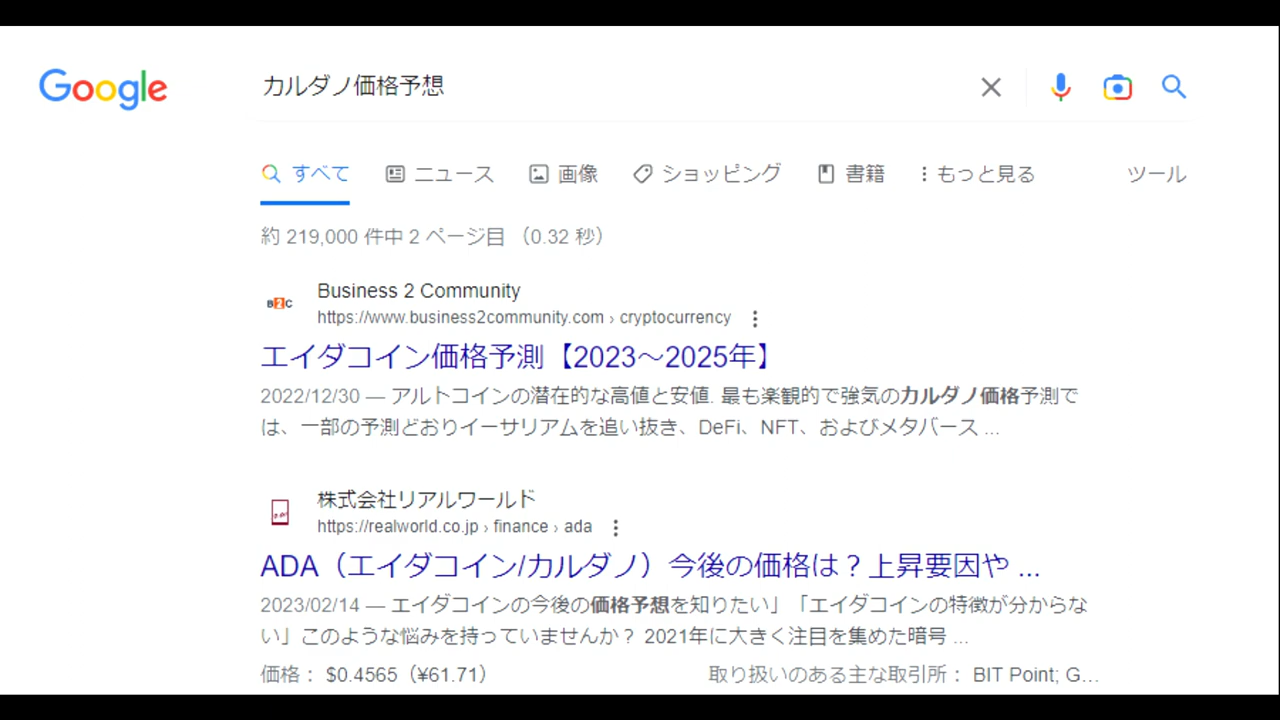 Google
カルダノ価格予想
すべて ニュース 画像 ショッピング 書籍 もっと見る ツール
約 219,000 件中 2 ページ目 （0.32 秒）
B2C
Business 2 Community
https://www.business2community.com › cryptocurrency
エイダコイン価格予測【2023〜2025年】
2022/12/30 — アルトコインの潜在的な高値と安値. 最も楽観的で強気のカルダノ価格予測で
は、一部の予測どおりイーサリアムを追い抜き、DeFi、NFT、およびメタバース ...
株式会社リアルワールド
https://realworld.co.jp › finance › ada
ADA（エイダコイン/カルダノ）今後の価格は？上昇要因や ...
2023/02/14 — エイダコインの今後の価格予想を知りたい」「エイダコインの特徴が分からな
い」このような悩みを持っていませんか？ 2021年に大きく注目を集めた暗号 ...
価格： $0.4565（¥61.71） 取り扱いのある主な取引所： BIT Point; G...